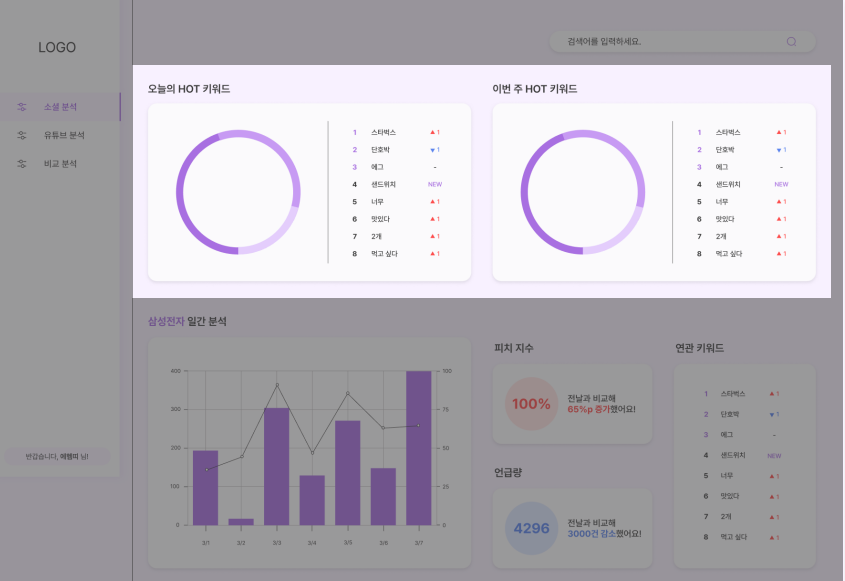 LOGO
검색어를 입력하세요.
소셜 분석
유튜브 분석
비교 분석
반갑습니다, 에헴띠 님!
오늘의 HOT 키워드
1 스타벅스 ▲ 1
2 단호박 ▼ 1
3 에그 -
4 샌드위치 NEW
5 너무 ▲ 1
6 맛있다 ▲ 1
7 2개 ▲ 1
8 먹고 싶다 ▲ 1
이번 주 HOT 키워드
1 스타벅스 ▲ 1
2 단호박 ▼ 1
3 에그 -
4 샌드위치 NEW
5 너무 ▲ 1
6 맛있다 ▲ 1
7 2개 ▲ 1
8 먹고 싶다 ▲ 1
삼성전자 일간 분석
400
300
200
100
0
100
75
50
25
0
3/1 3/2 3/3 3/4 3/5 3/6 3/7
피치 지수
100%
전날과 비교해
65%p 증가했어요!
언급량
4296
전날과 비교해
3000건 감소했어요!
연관 키워드
1 스타벅스 ▲ 1
2 단호박 ▼ 1
3 에그 -
4 샌드위치 NEW
5 너무 ▲ 1
6 맛있다 ▲ 1
7 2개 ▲ 1
8 먹고 싶다 ▲ 1